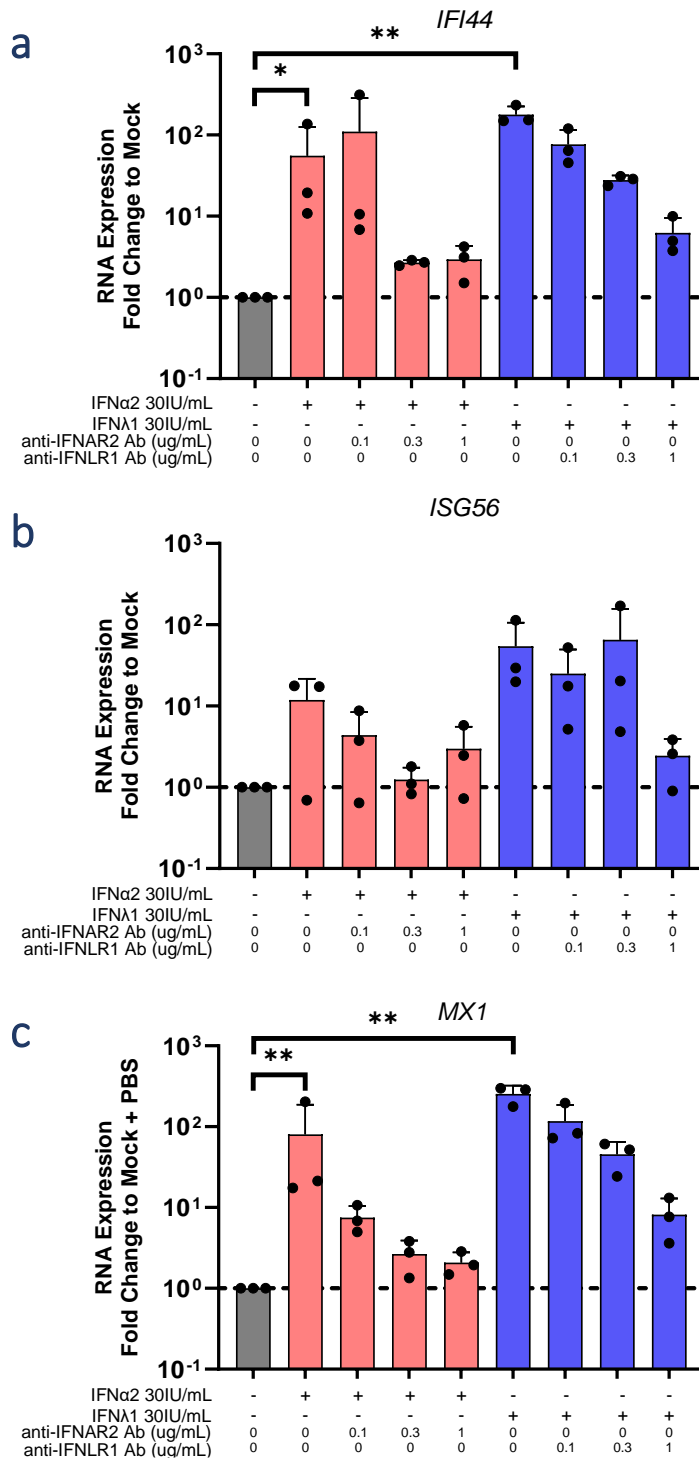 a
IFI44
**
*
10³
10²
10¹
10⁰
10⁻¹
RNA Expression
Fold Change to Mock
IFNα2 30IU/mL - + + + + - - - -
IFNλ1 30IU/mL - - - - - + + + +
anti-IFNAR2 Ab (ug/mL) 0 0 0.1 0.3 1 0 0 0 0
anti-IFNLR1 Ab (ug/mL) 0 0 0 0 0 0 0.1 0.3 1
b
ISG56
10³
10²
10¹
10⁰
10⁻¹
RNA Expression
Fold Change to Mock
IFNα2 30IU/mL - + + + + - - - -
IFNλ1 30IU/mL - - - - - + + + +
anti-IFNAR2 Ab (ug/mL) 0 0 0.1 0.3 1 0 0 0 0
anti-IFNLR1 Ab (ug/mL) 0 0 0 0 0 0 0.1 0.3 1
c
MX1
**
**
10³
10²
10¹
10⁰
10⁻¹
RNA Expression
Fold Change to Mock + PBS
IFNα2 30IU/mL - + + + + - - - -
IFNλ1 30IU/mL - - - - - + + + +
anti-IFNAR2 Ab (ug/mL) 0 0 0.1 0.3 1 0 0 0 0
anti-IFNLR1 Ab (ug/mL) 0 0 0 0 0 0 0.1 0.3 1